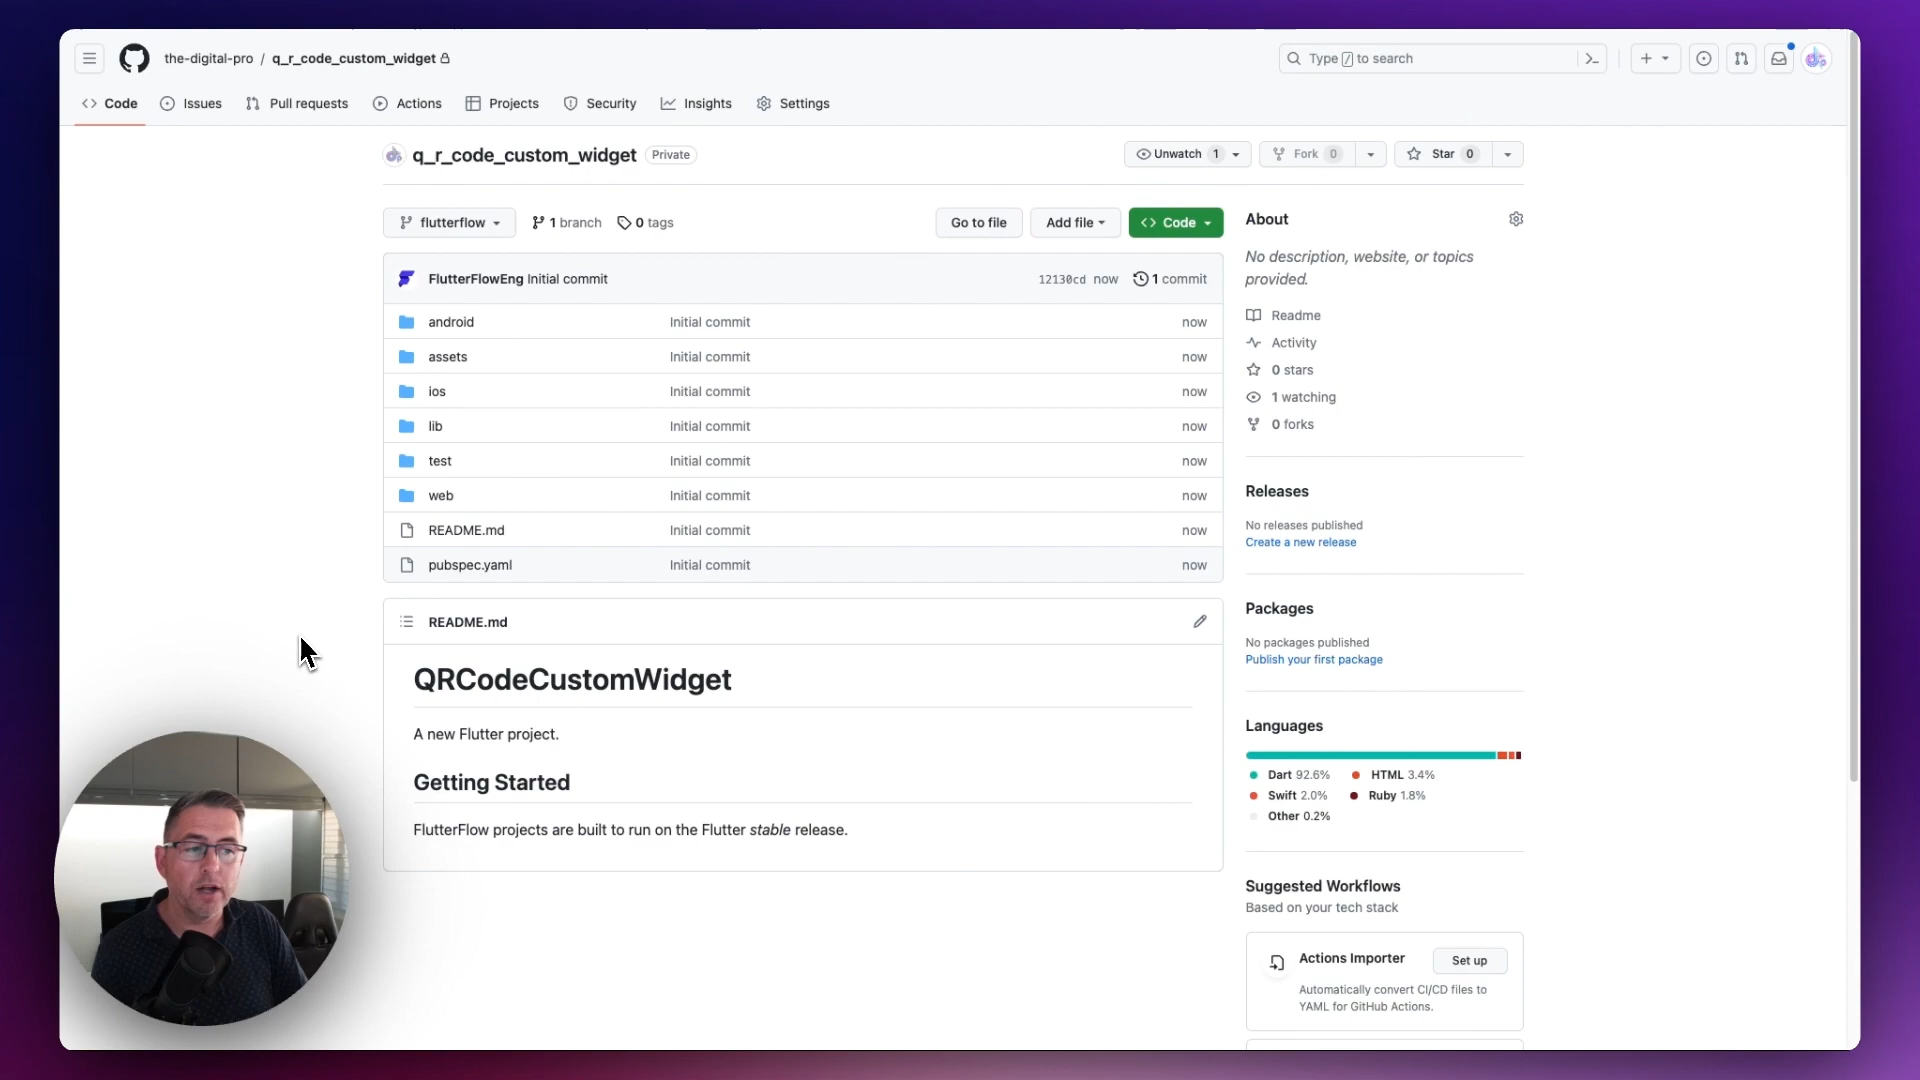 the-digital-pro / q_r_code_custom_widget
Type / to search
Code Issues Pull requests Actions Projects Security Insights Settings
q_r_code_custom_widget Private
Unwatch 1 Fork 0 Star 0
flutterflow 1 branch 0 tags Go to file Add file Code
FlutterFlowEng Initial commit 12130cd now 1 commit
android Initial commit now
assets Initial commit now
ios Initial commit now
lib Initial commit now
test Initial commit now
web Initial commit now
README.md Initial commit now
pubspec.yaml Initial commit now
README.md
QRCodeCustomWidget
A new Flutter project.
Getting Started
FlutterFlow projects are built to run on the Flutter stable release.
About
No description, website, or topics
provided.
Readme
Activity
0 stars
1 watching
0 forks
Releases
No releases published
Create a new release
Packages
No packages published
Publish your first package
Languages
Dart 92.6% HTML 3.4%
Swift 2.0% Ruby 1.8%
Other 0.2%
Suggested Workflows
Based on your tech stack
Actions Importer Set up
Automatically convert CI/CD files to
YAML for GitHub Actions.